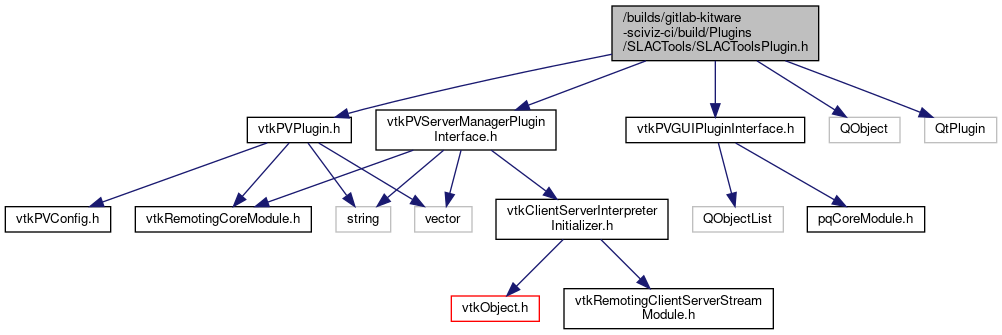 /builds/gitlab-kitware
-sciviz-ci/build/Plugins
/SLACTools/SLACToolsPlugin.h
vtkPVPlugin.h
vtkPVServerManagerPlugin
Interface.h
vtkPVGUIPluginInterface.h
QObject
QtPlugin
vtkPVConfig.h
vtkRemotingCoreModule.h
string
vector
vtkClientServerInterpreter
Initializer.h
QObjectList
pqCoreModule.h
vtkObject.h
vtkRemotingClientServerStream
Module.h